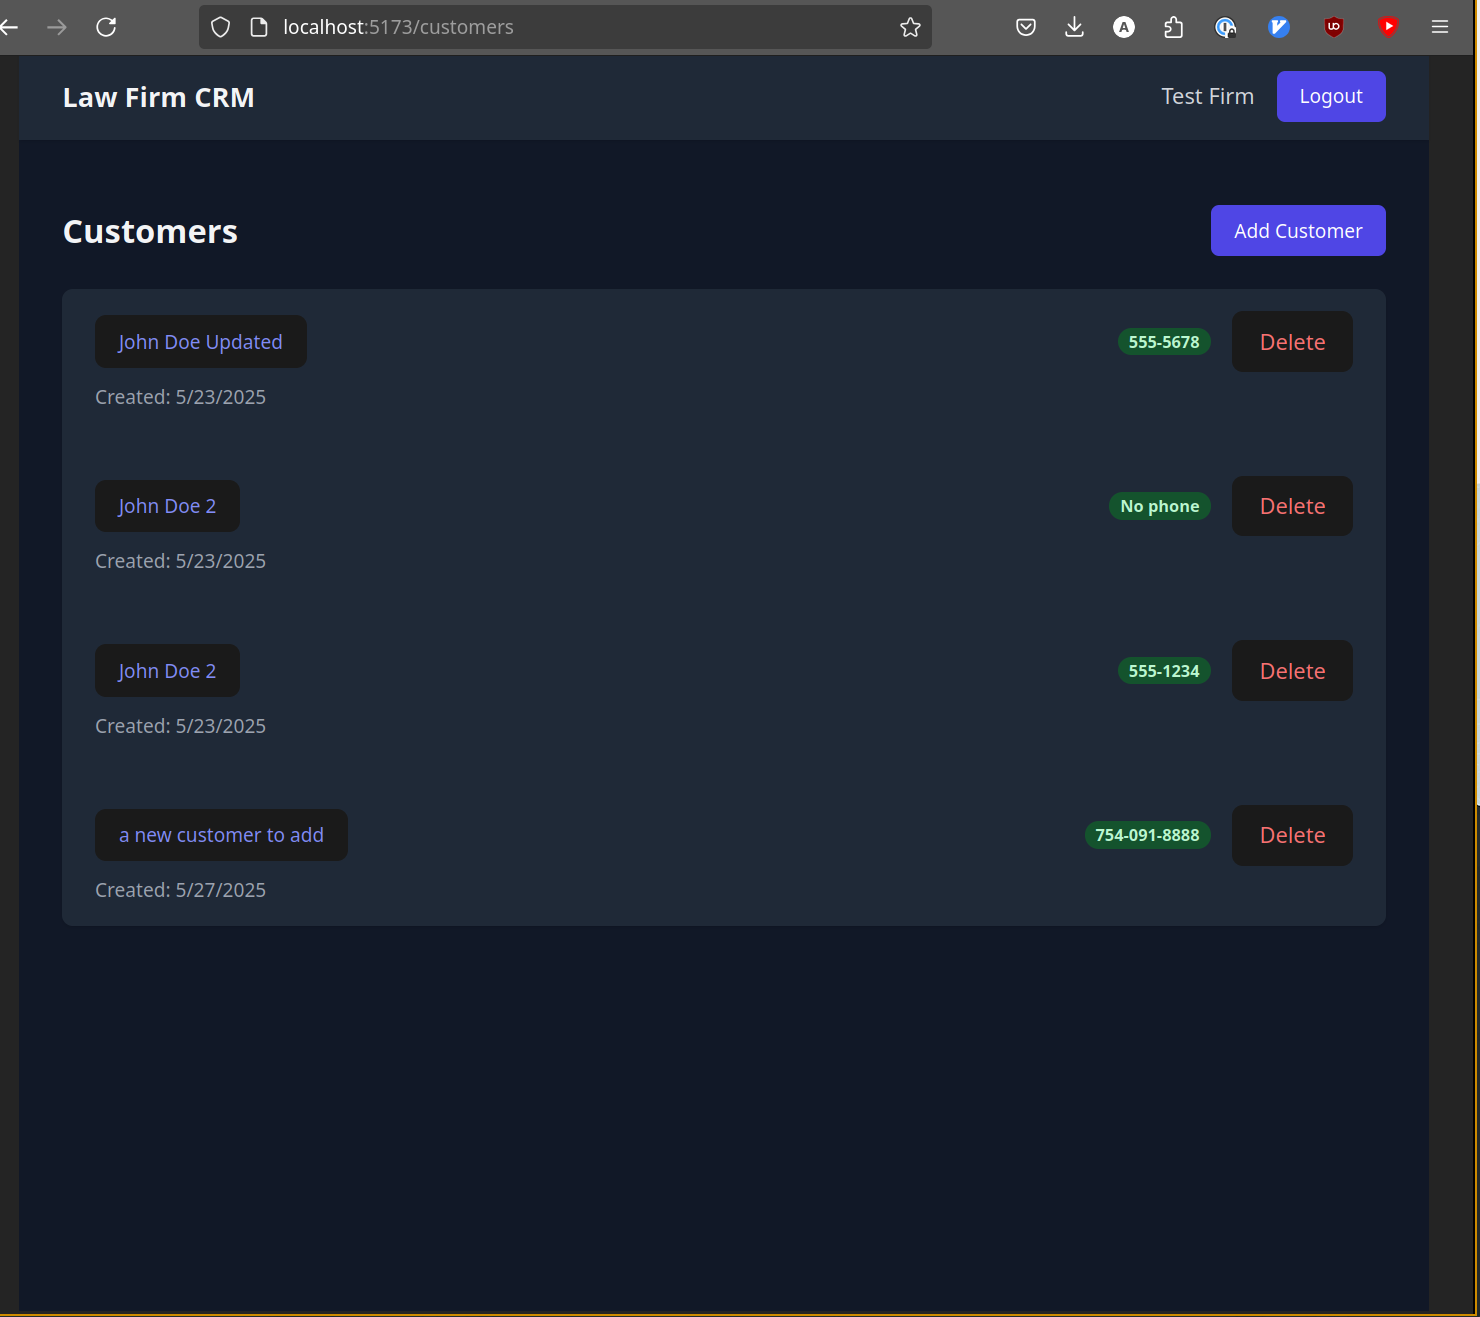 localhost:5173/customers
A
Law Firm CRM
Test Firm
Logout
Customers
Add Customer
John Doe Updated
555-5678
Delete
Created: 5/23/2025
John Doe 2
No phone
Delete
Created: 5/23/2025
John Doe 2
555-1234
Delete
Created: 5/23/2025
a new customer to add
754-091-8888
Delete
Created: 5/27/2025